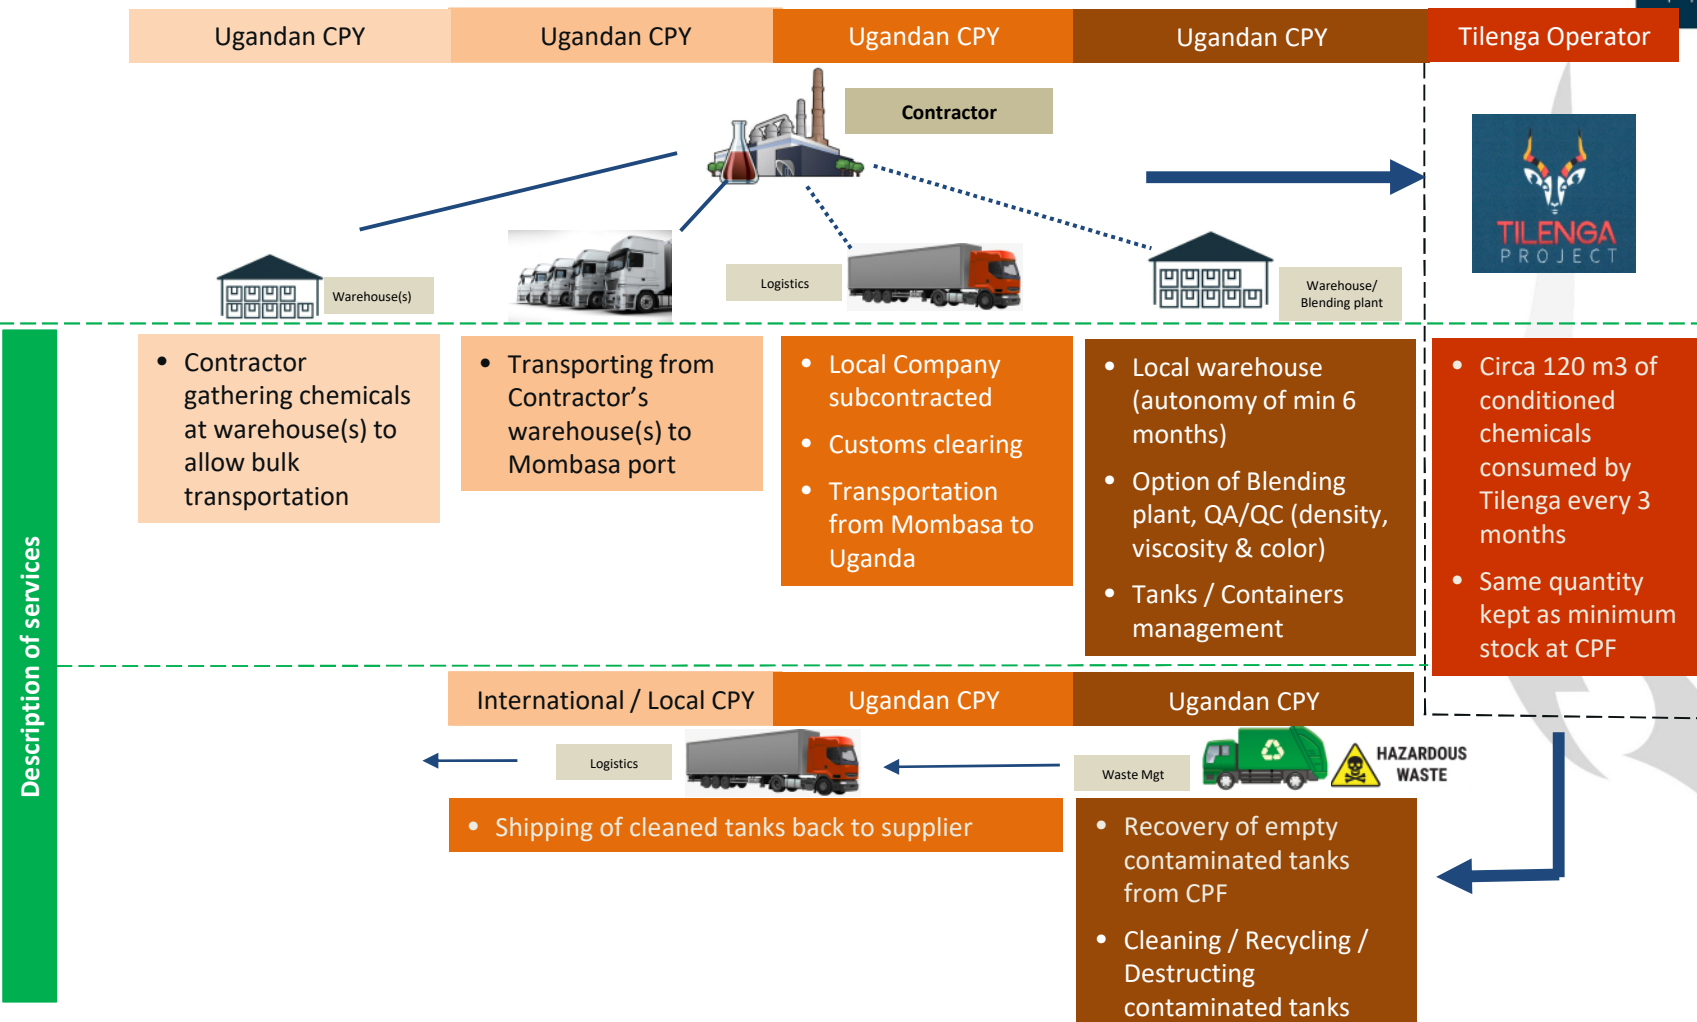 Ugandan CPY
Ugandan CPY
Ugandan CPY
Ugandan CPY
Tilenga Operator
Contractor
TILENGA
PROJECT
Warehouse(s)
Logistics
Warehouse/
Blending plant
Description of services
• Contractor
gathering chemicals
at warehouse(s) to
allow bulk
transportation
• Transporting from
Contractor’s
warehouse(s) to
Mombasa port
• Local Company
subcontracted
• Customs clearing
• Transportation
from Mombasa to
Uganda
• Local warehouse
(autonomy of min 6
months)
• Option of Blending
plant, QA/QC (density,
viscosity & color)
• Tanks / Containers
management
• Circa 120 m3 of
conditioned
chemicals
consumed by
Tilenga every 3
months
• Same quantity
kept as minimum
stock at CPF
International / Local CPY
Ugandan CPY
Ugandan CPY
Logistics
Waste Mgt
HAZARDOUS
WASTE
• Shipping of cleaned tanks back to supplier
• Recovery of empty
contaminated tanks
from CPF
• Cleaning / Recycling /
Destructing
contaminated tanks